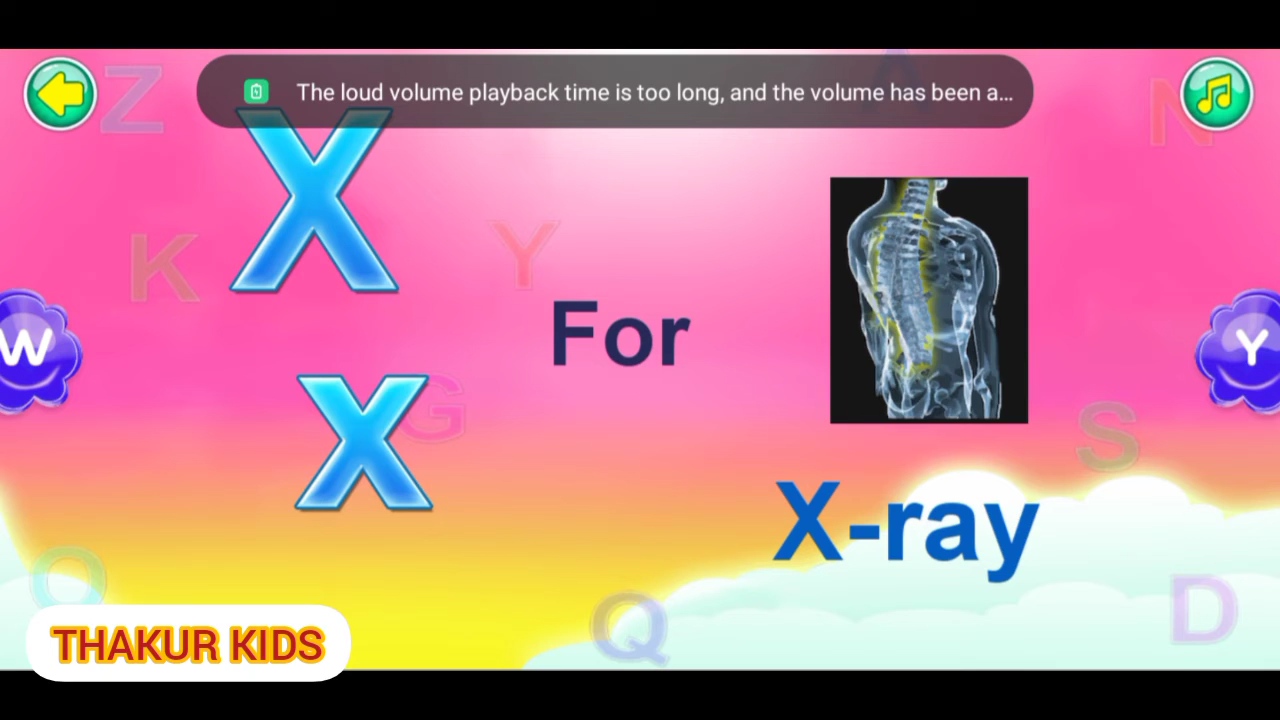 The loud volume playback time is too long, and the volume has been a...
Z
A
N
X
K
Y
W
For
Y
x
G
S
X-ray
O
Q
D
THAKUR KIDS